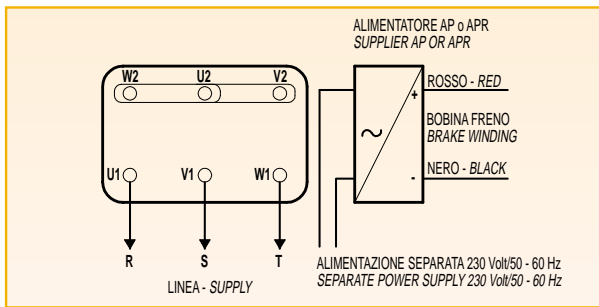 ALIMENTATORE AP o APR
SUPPLIER AP OR APR
W2 U2 V2
ROSSO - RED
+
BOBINA FRENO
BRAKE WINDING
~
U1 V1 W1
NERO - BLACK
-
R S T
LINEA - SUPPLY
ALIMENTAZIONE SEPARATA 230 Volt/50 - 60 Hz
SEPARATE POWER SUPPLY 230 Volt/50 - 60 Hz